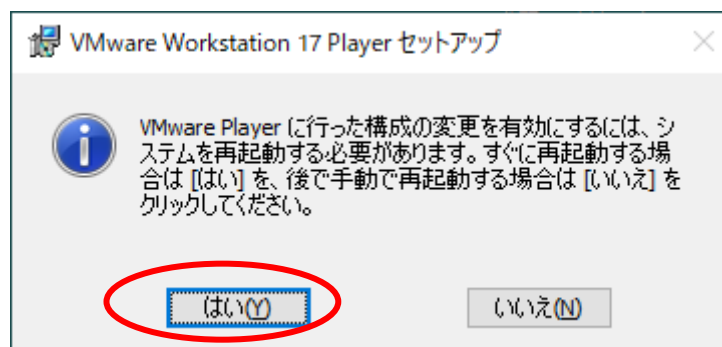 VMware Workstation 17 Player セットアップ
VMware Player に行った構成の変更を有効にするには、シ
ステムを再起動する必要があります。すぐに再起動する場
合は [はい] を、後で手動で再起動する場合は [いいえ] を
クリックしてください。
はい(Y)
いいえ(N)